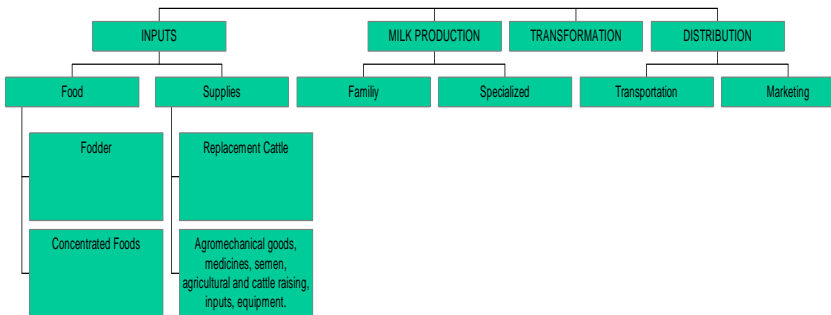 INPUTS
MILK PRODUCTION
TRANSFORMATION
DISTRIBUTION
Food
Supplies
Familiy
Specialized
Transportation
Marketing
Fodder
Replacement Cattle
Concentrated Foods
Agromechanical goods,
medicines, semen,
agricultural and cattle raising,
inputs, equipment.